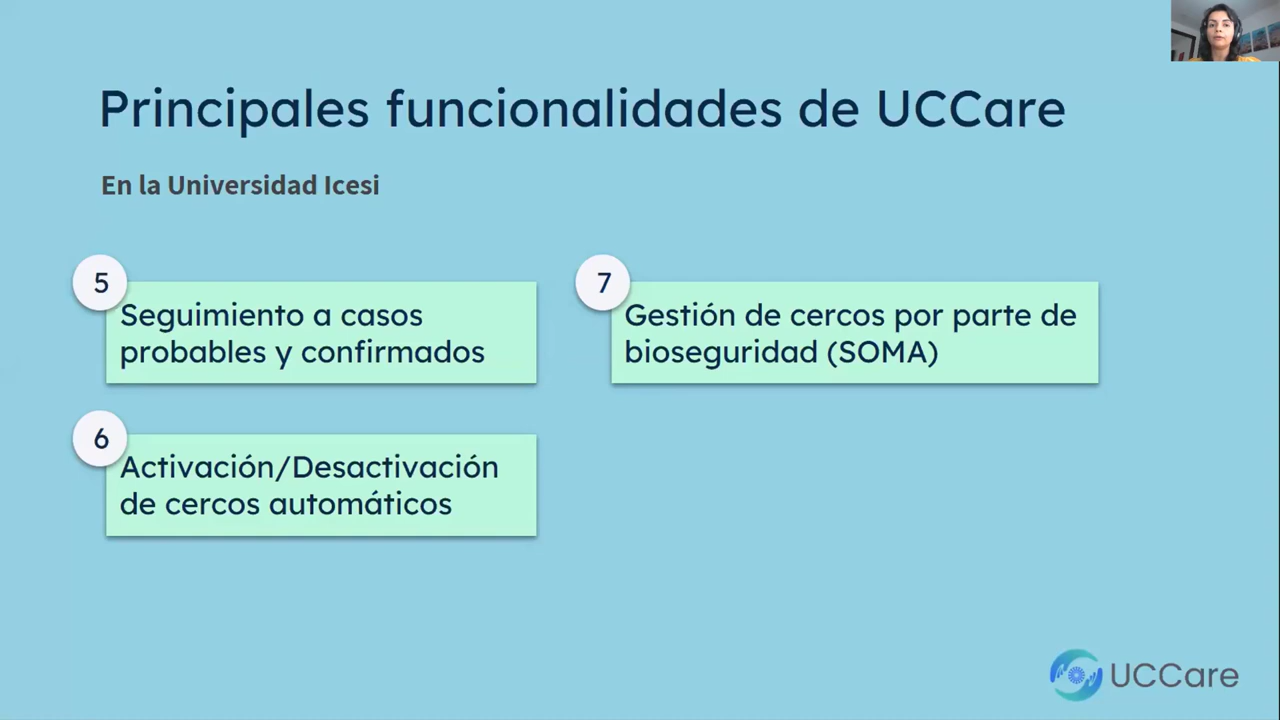 Principales funcionalidades de UCCare
En la Universidad Icesi
5
Seguimiento a casos
probables y confirmados
6
Activación/Desactivación
de cercos automáticos
7
Gestión de cercos por parte de
bioseguridad (SOMA)
UCCare